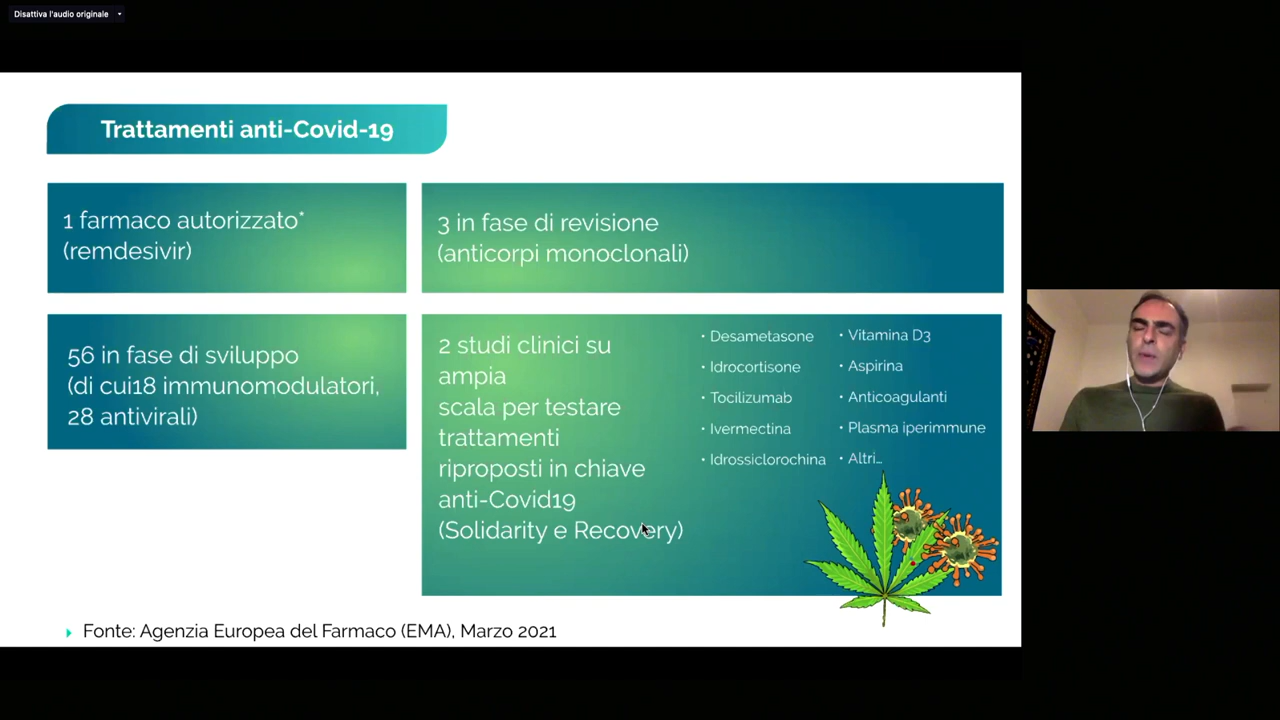 Disattiva l'audio originale
Trattamenti anti-Covid-19
1 farmaco autorizzato*
(remdesivir)
3 in fase di revisione
(anticorpi monoclonali)
56 in fase di sviluppo
(di cui18 immunomodulatori,
28 antivirali)
2 studi clinici su
ampia
scala per testare
trattamenti
riproposti in chiave
anti-Covid19
(Solidarity e Recovery)
• Desametasone
• Idrocortisone
• Tocilizumab
• Ivermectina
• Idrossiclorochina
• Vitamina D3
• Aspirina
• Anticoagulanti
• Plasma iperimmune
• Altri...
Fonte: Agenzia Europea del Farmaco (EMA), Marzo 2021